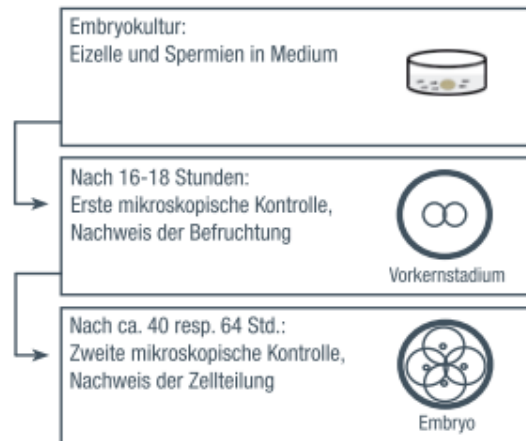 Embryokultur:
Eizelle und Spermien in Medium
Nach 16-18 Stunden:
Erste mikroskopische Kontrolle,
Nachweis der Befruchtung
Vorkernstadium
Nach ca. 40 resp. 64 Std.:
Zweite mikroskopische Kontrolle,
Nachweis der Zellteilung
Embryo